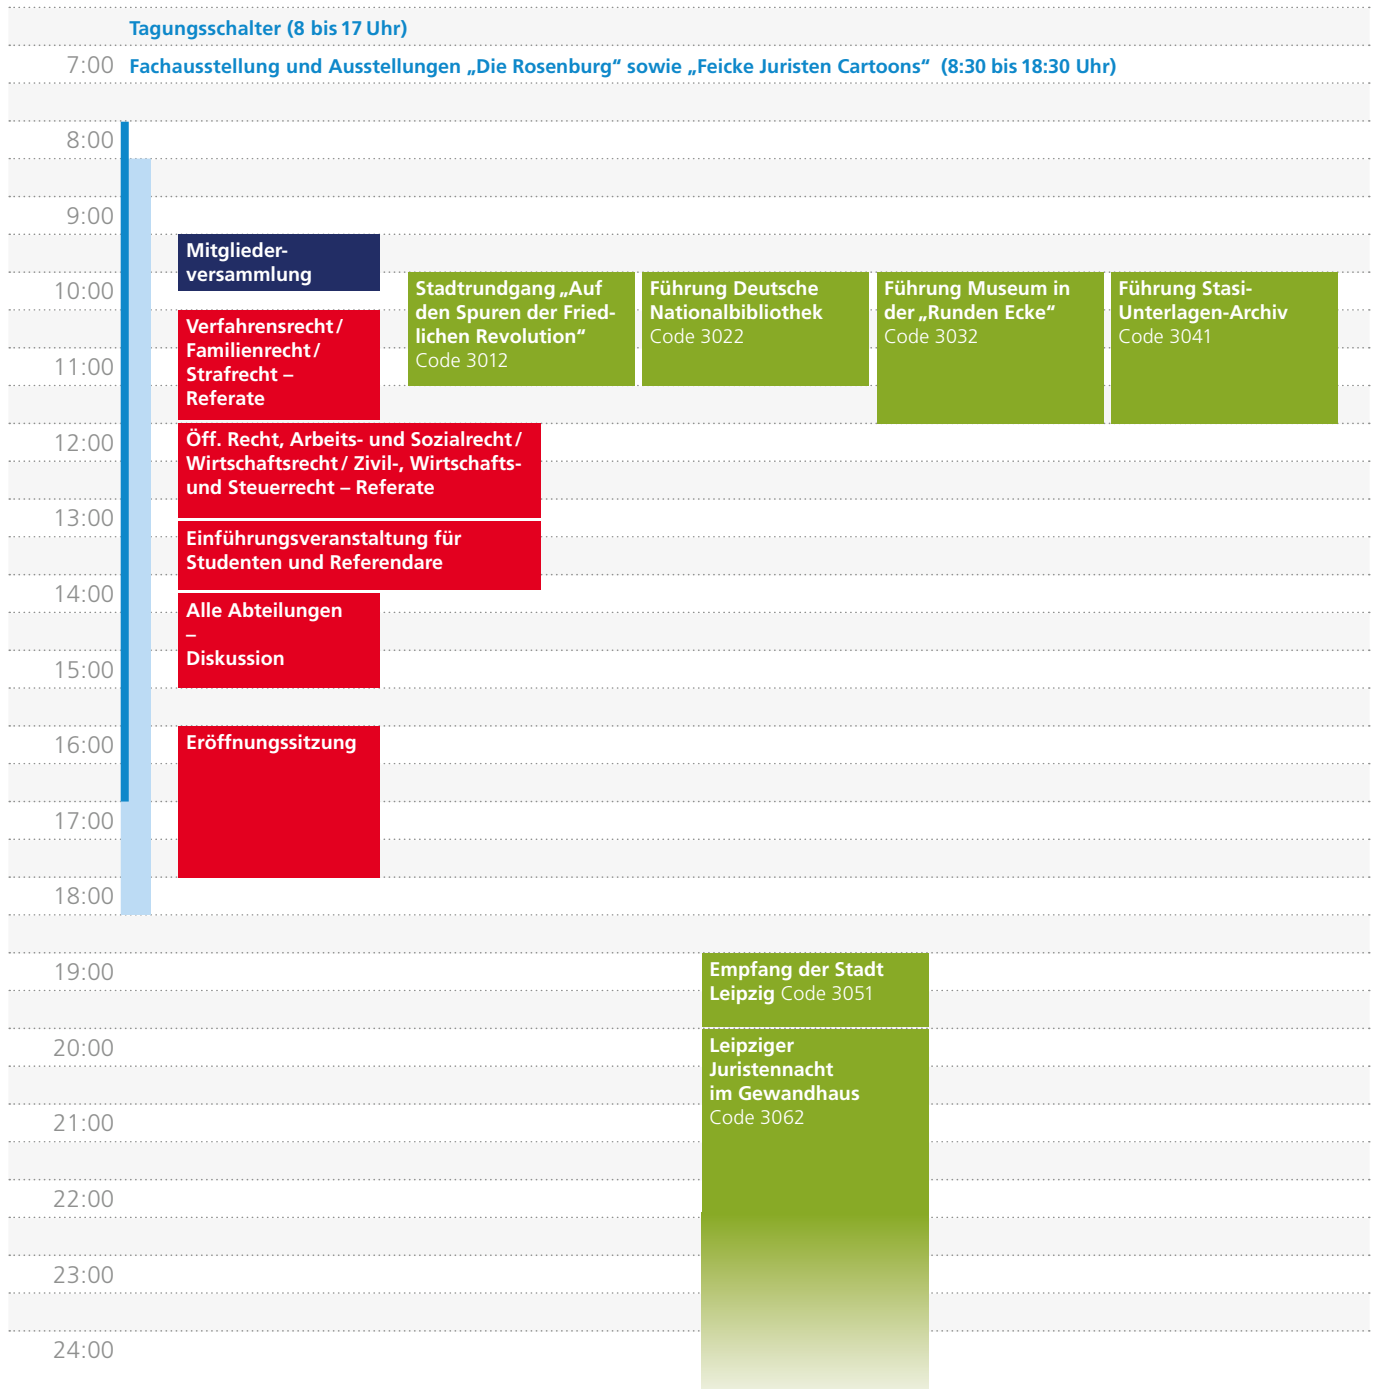 Tagungsschalter (8 bis 17 Uhr)
7:00 Fachausstellung und Ausstellungen „Die Rosenburg“ sowie „Feicke Juristen Cartoons“ (8:30 bis 18:30 Uhr)
8:00
9:00
Mitglieder-
versammlung
10:00
Stadtrundgang „Auf
den Spuren der Fried-
lichen Revolution“
Code 3012
Führung Deutsche
Nationalbibliothek
Code 3022
Führung Museum in
der „Runden Ecke“
Code 3032
Führung Stasi-
Unterlagen-Archiv
Code 3041
Verfahrensrecht /
Familienrecht /
Strafrecht –
Referate
11:00
12:00
Öff. Recht, Arbeits- und Sozialrecht /
Wirtschaftsrecht / Zivil-, Wirtschafts-
und Steuerrecht – Referate
13:00
Einführungsveranstaltung für
Studenten und Referendare
14:00
Alle Abteilungen
–
Diskussion
15:00
16:00
Eröffnungssitzung
17:00
18:00
19:00
Empfang der Stadt
Leipzig Code 3051
20:00
Leipziger
Juristennacht
im Gewandhaus
Code 3062
21:00
22:00
23:00
24:00